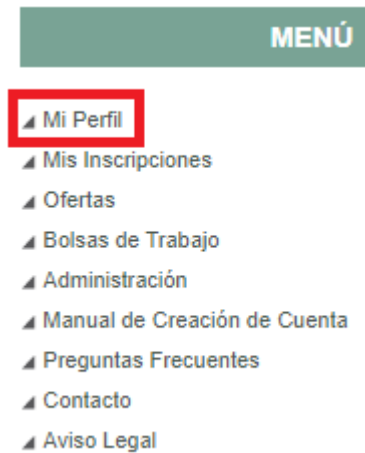 MENÚ
Mi Perfil
Mis Inscripciones
Ofertas
Bolsas de Trabajo
Administración
Manual de Creación de Cuenta
Preguntas Frecuentes
Contacto
Aviso Legal